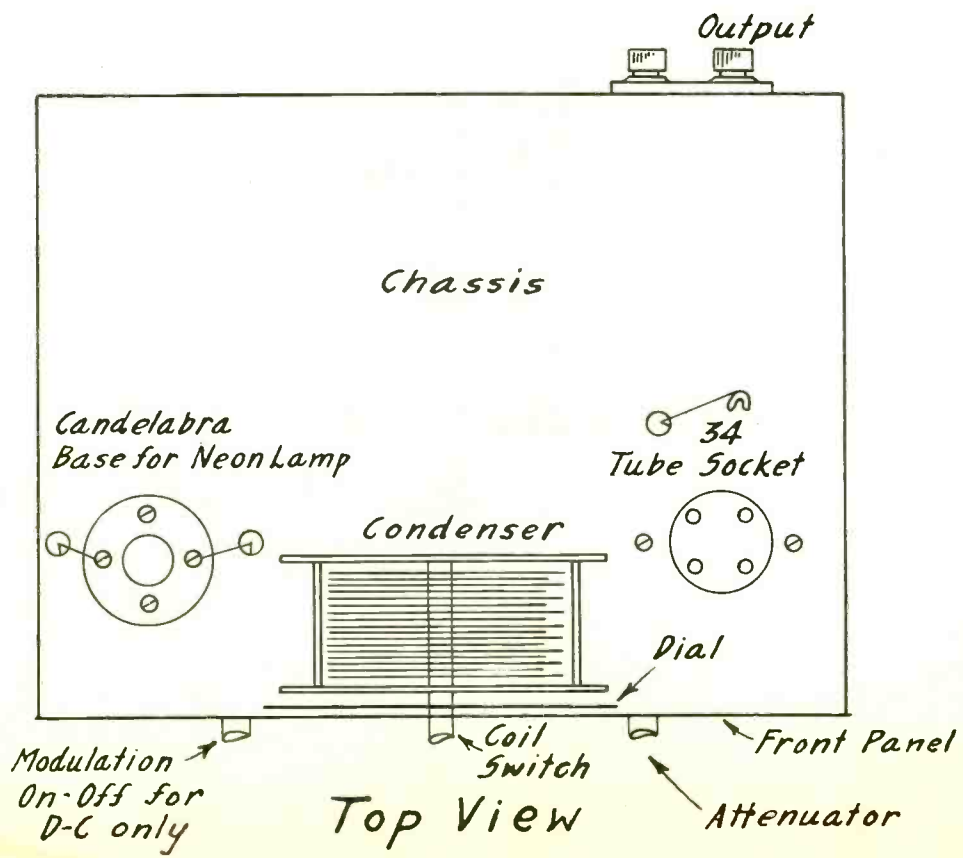 Output
Chassis
34
Tube Socket
Candelabra
Base for Neon Lamp
Condenser
Dial
Front Panel
Coil
Switch
Modulation
On-Off for
D-C only
Attenuator
Top View